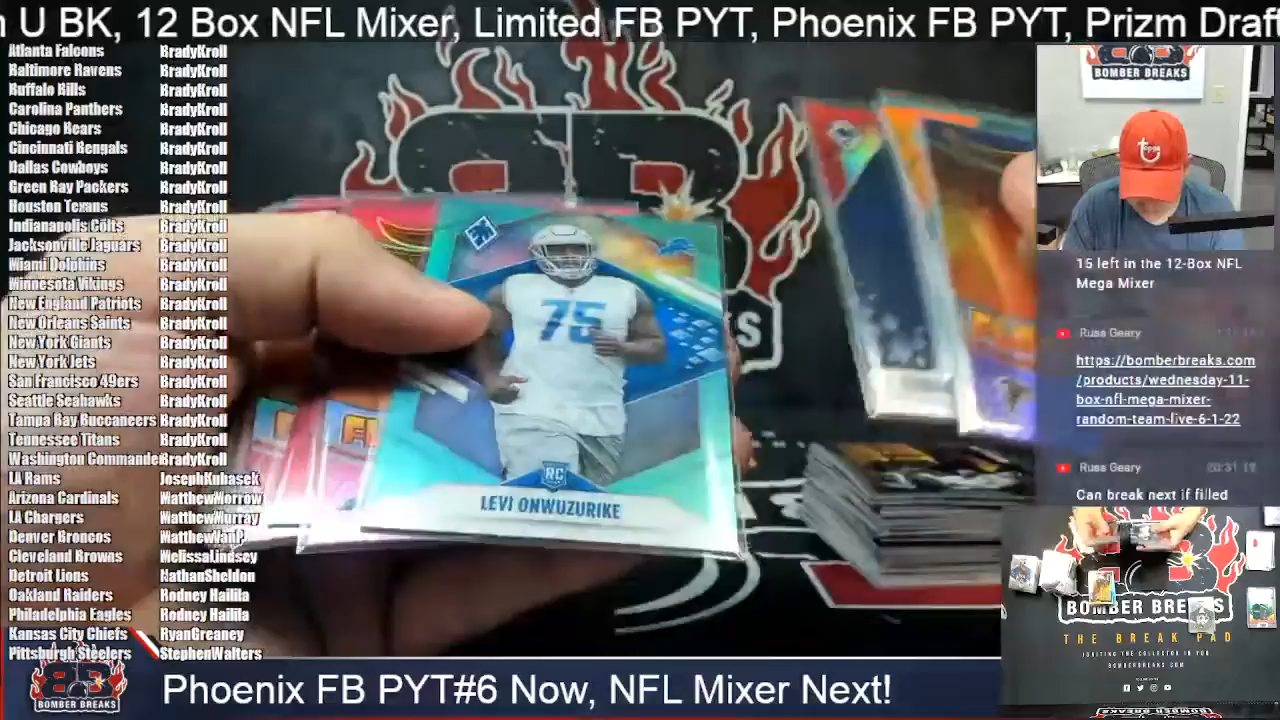 n U BK, 12 Box NFL Mixer, Limited FB PYT, Phoenix FB PYT, Prizm Draft
Atlanta Falcons BradyKroll
Baltimore Ravens BradyKroll
Buffalo Bills BradyKroll
Carolina Panthers BradyKroll
Chicago Bears BradyKroll
Cincinnati Bengals BradyKroll
Dallas Cowboys BradyKroll
Green Bay Packers BradyKroll
Houston Texans BradyKroll
Indianapolis Colts BradyKroll
Jacksonville Jaguars BradyKroll
Miami Dolphins BradyKroll
Minnesota Vikings BradyKroll
New England Patriots BradyKroll
New Orleans Saints BradyKroll
New York Giants BradyKroll
New York Jets BradyKroll
San Francisco 49ers BradyKroll
Seattle Seahawks BradyKroll
Tampa Bay Buccaneers BradyKroll
Tennessee Titans BradyKroll
Washington Commande BradyKroll
LA Rams JosephKubasek
Arizona Cardinals MatthewMorrow
LA Chargers MatthewMurray
Denver Broncos
Cleveland Browns MelissaLindsey
Detroit Lions NathanSheldon
Oakland Raiders Rodney Hailila
Philadelphia Eagles Rodney Hailila
Kansas City Chiefs RyanGreaney
Pittsburgh Steelers StephenWalters
75
RC
LEVI ONWUZURIKE
BOMBER BREAKS
15 left in the 12-Box NFL
Mega Mixer
Russ Geary
https://bomberbreaks.com
/products/wednesday-11-
box-nfl-mega-mixer-
random-team-live-6-1-22
Russ Geary 20:31
Can break next if filled
BOMBER BREAKS
THE BREAK PAD
IGNITING THE COLLECTOR IN YOU
BOMBERBREAKS.COM
BOMBER BREAKS
Phoenix FB PYT#6 Now, NFL Mixer Next!